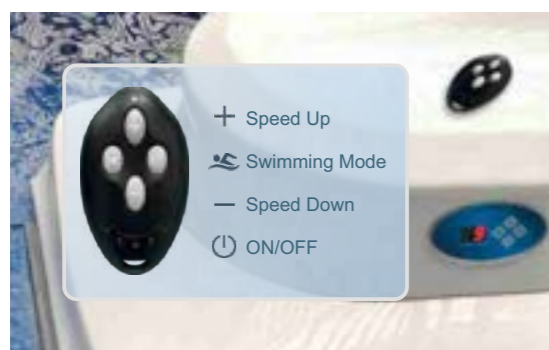 + Speed Up
Swimming Mode
— Speed Down
ON/OFF